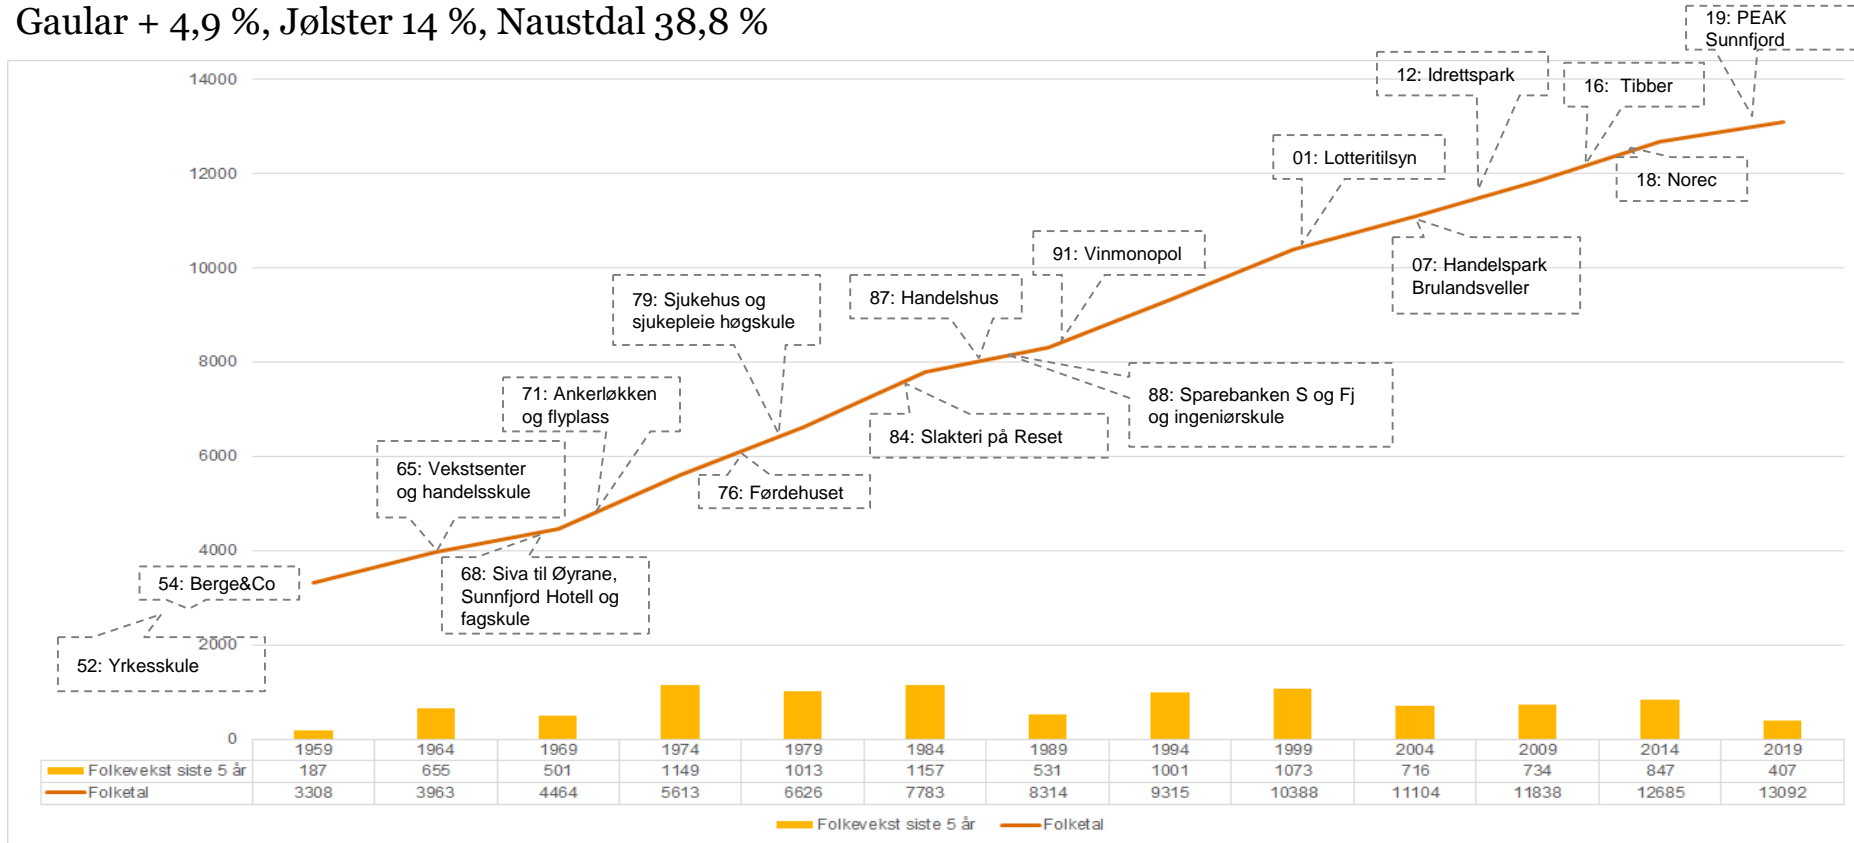 Gaular + 4,9 %, Jølster 14 %, Naustdal 38,8 %
19: PEAK
Sunnfjord
12: Idrettspark
16: Tibber
01: Lotteritilsyn
18: Norec
07: Handelspark
Brulandsveller
91: Vinmonopol
87: Handelshus
79: Sjukehus og
sjukepleie høgskule
88: Sparebanken S og Fj
og ingeniørskule
71: Ankerløkken
og flyplass
84: Slakteri på Reset
65: Vekstsenter
og handelsskule
76: Førdehuset
54: Berge&Co
68: Siva til Øyrane,
Sunnfjord Hotell og
fagskule
52: Yrkesskule
14000
12000
10000
8000
6000
4000
2000
0
1959 1964 1969 1974 1979 1984 1989 1994 1999 2004 2009 2014 2019
Folkevekst siste 5 år 187 655 501 1149 1013 1157 531 1001 1073 716 734 847 407
Folketal 3308 3963 4464 5613 6626 7783 8314 9315 10388 11104 11838 12685 13092
Folkevekst siste 5 år Folketal